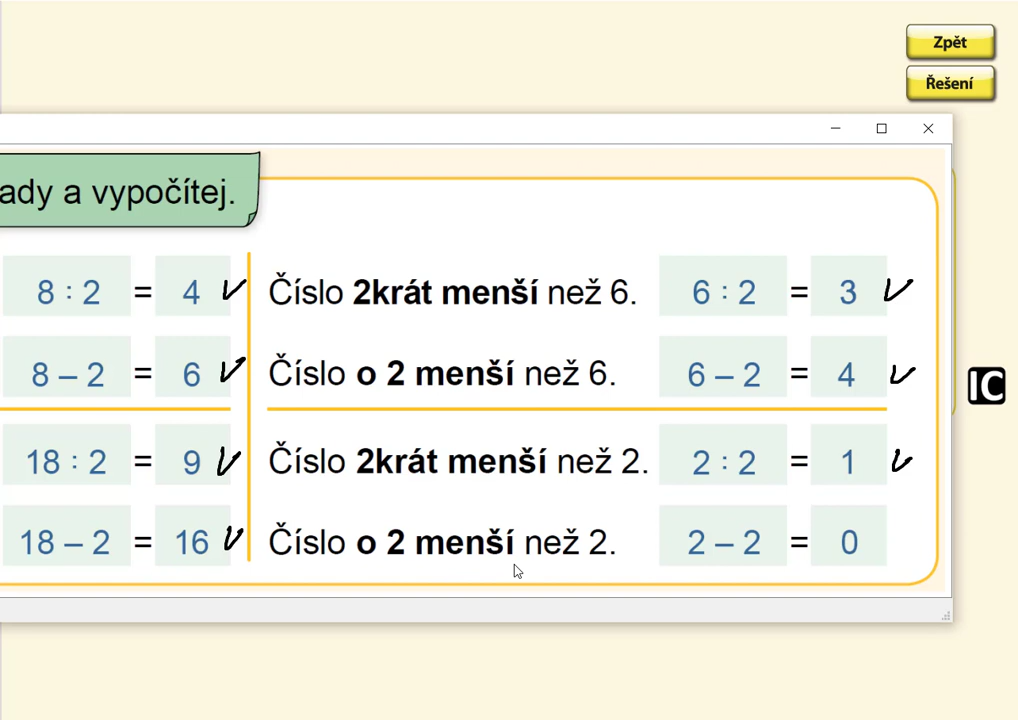 Zpět
Řešení
ady a vypočítej.
8 : 2 = 4 Číslo 2krát menší než 6. 6 : 2 = 3
8 – 2 = 6 Číslo o 2 menší než 6. 6 – 2 = 4
18 : 2 = 9 Číslo 2krát menší než 2. 2 : 2 = 1
18 – 2 = 16 Číslo o 2 menší než 2. 2 – 2 = 0
IC